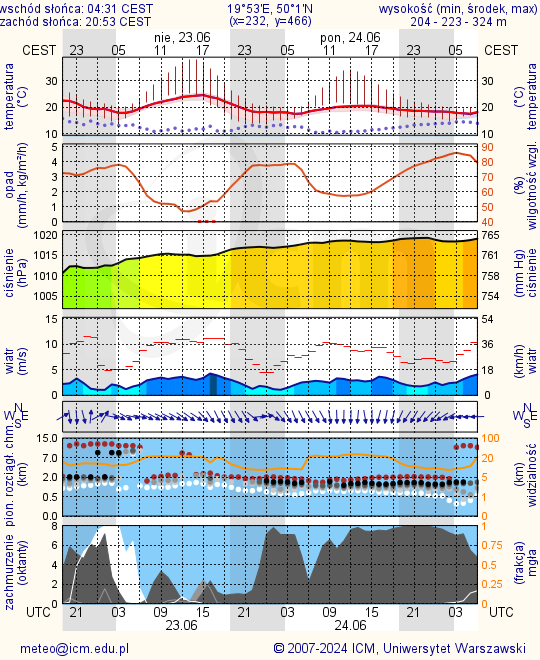 wschód słońca: 04:31 CEST
zachód słońca: 20:53 CEST
19°53'E, 50°1'N
(x=232, y=466)
wysokość (min, środek, max)
204 - 223 - 324 m
nie, 23.06 pon, 24.06
CEST 23 05 11 17 23 05 11 17 23 05 CEST
temperatura (°C)
30
20
10
30
20
10
(°C) temperatura
opad (mm/h, kg/m²/h)
5
4
3
2
1
0
90
80
70
60
50
40
(%) wilgotność wzgl.
ciśnienie (hPa)
1020
1015
1010
1005
765
761
758
754
(mm Hg) ciśnienie
wiatr (m/s)
15
10
5
0
54
36
18
0
(km/h) wiatr
N
W E
S
N
W E
S
pion. rozciągł. chm. (km)
15.0
7.0
2.0
0.5
0.0
100
20
5
1
0
(km) widzialność
zachmurzenie (oktanty)
8
6
4
2
0
1
0.75
0.5
0.25
0
(frakcja) mgła
UTC 21 03 09 15 21 03 09 15 21 03 UTC
23.06 24.06
meteo@icm.edu.pl
© 2007-2024 ICM, Uniwersytet Warszawski